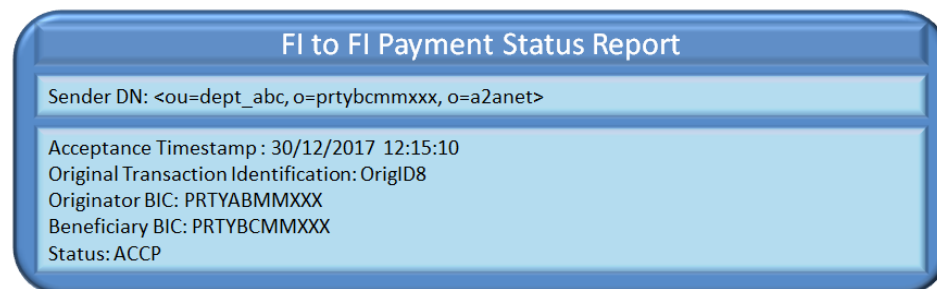 FI to FI Payment Status Report
Sender DN: <ou=dept_abc, o=prtybcmmxxx, o=a2anet>
Acceptance Timestamp : 30/12/2017 12:15:10
Original Transaction Identification: OrigID8
Originator BIC: PRTYABMMXXX
Beneficiary BIC: PRTYBCMMXXX
Status: ACCP